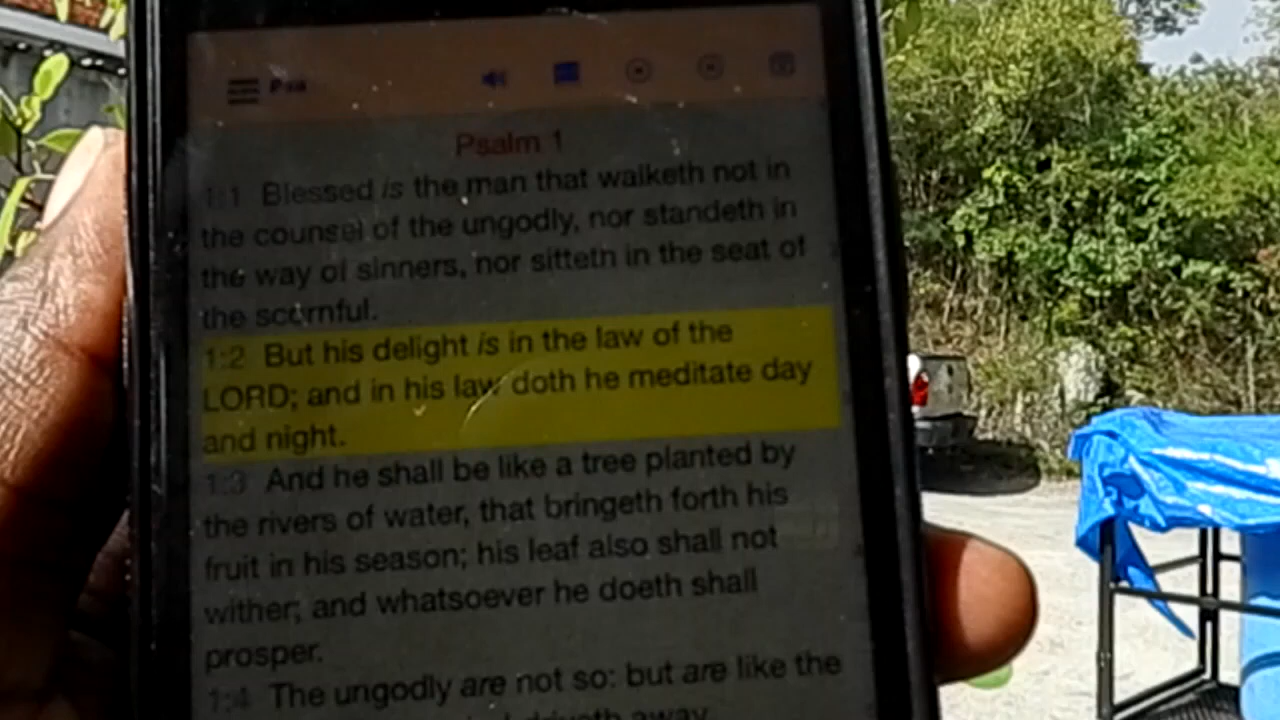 Psa
Psalm 1
1:1 Blessed is the man that walketh not in
the counsel of the ungodly, nor standeth in
the way of sinners, nor sitteth in the seat of
the scornful.
1:2 But his delight is in the law of the
LORD; and in his law doth he meditate day
and night.
1:3 And he shall be like a tree planted by
the rivers of water, that bringeth forth his
fruit in his season; his leaf also shall not
wither; and whatsoever he doeth shall
prosper.
1:4 The ungodly are not so: but are like the
driveth away.